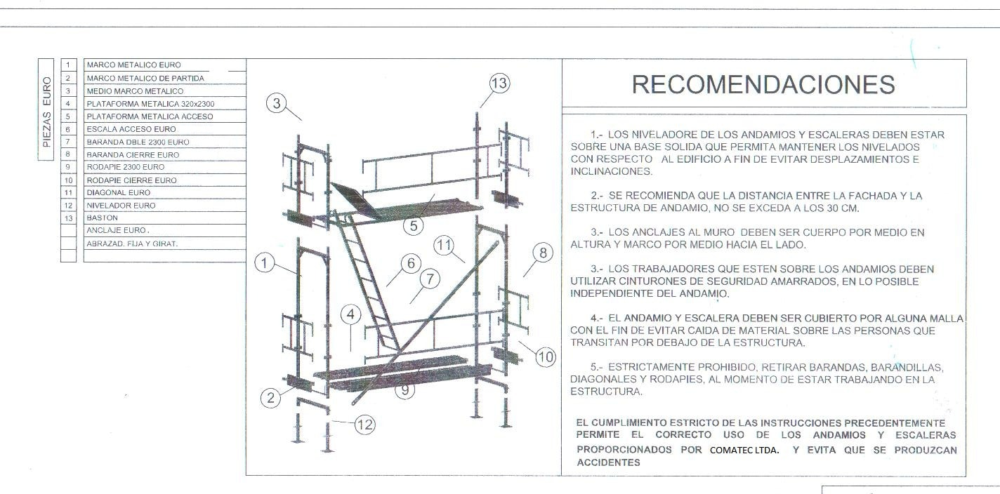 PIEZAS EURO
1 MARCO METALICO EURO
2 MARCO METALICO DE PARTIDA
3 MEDIO MARCO METALICO
4 PLATAFORMA METALICA 320x2300
5 PLATAFORMA METALICA ACCESO
6 ESCALA ACCESO EURO
7 BARANDA DBLE 2300 EURO
8 BARANDA CIERRE EURO
9 RODAPIE 2300 EURO
10 RODAPIE CIERRE EURO
11 DIAGONAL EURO
12 NIVELADOR EURO
13 BASTON
ANCLAJE EURO.
ABRAZAD. FIJA Y GIRAT.
13
3
5
11
8
1
6
7
4
10
9
2
12
RECOMENDACIONES
1.- LOS NIVELADORE DE LOS ANDAMIOS Y ESCALERAS DEBEN ESTAR
SOBRE UNA BASE SOLIDA QUE PERMITA MANTENER LOS NIVELADOS
CON RESPECTO AL EDIFICIO A FIN DE EVITAR DESPLAZAMIENTOS E
INCLINACIONES.
2.- SE RECOMIENDA QUE LA DISTANCIA ENTRE LA FACHADA Y LA
ESTRUCTURA DE ANDAMIO, NO SE EXCEDA A LOS 30 CM.
3.- LOS ANCLAJES AL MURO DEBEN SER CUERPO POR MEDIO EN
ALTURA Y MARCO POR MEDIO HACIA EL LADO.
3.- LOS TRABAJADORES QUE ESTEN SOBRE LOS ANDAMIOS DEBEN
UTILIZAR CINTURONES DE SEGURIDAD AMARRADOS, EN LO POSIBLE
INDEPENDIENTE DEL ANDAMIO.
4.- EL ANDAMIO Y ESCALERA DEBEN SER CUBIERTO POR ALGUNA MALLA
CON EL FIN DE EVITAR CAIDA DE MATERIAL SOBRE LAS PERSONAS QUE
TRANSITAN POR DEBAJO DE LA ESTRUCTURA.
5.- ESTRICTAMENTE PROHIBIDO, RETIRAR BARANDAS, BARANDILLAS,
DIAGONALES Y RODAPIES, AL MOMENTO DE ESTAR TRABAJANDO EN LA
ESTRUCTURA.
EL CUMPLIMIENTO ESTRICTO DE LAS INSTRUCCIONES PRECEDENTEMENTE
PERMITE EL CORRECTO USO DE LOS ANDAMIOS Y ESCALERAS
PROPORCIONADOS POR COMATEC LTDA. Y EVITA QUE SE PRODUZCAN
ACCIDENTES